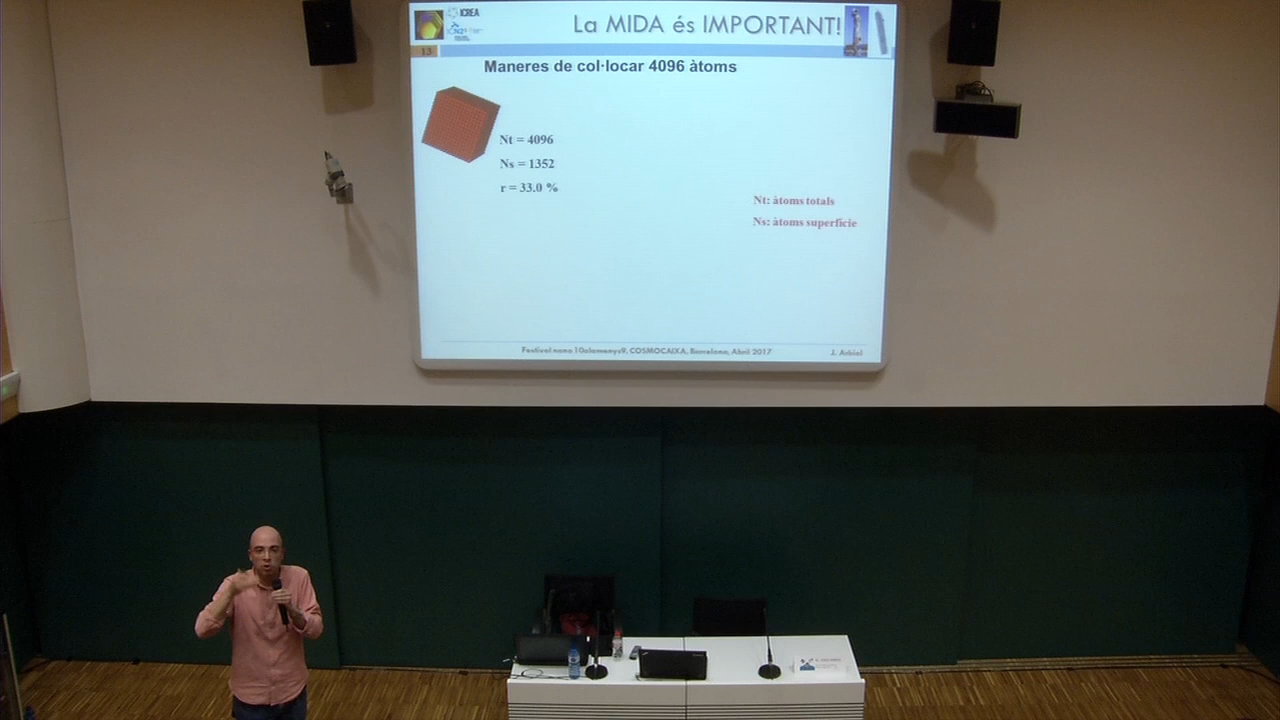 ICREA
La MIDA és IMPORTANT!
13
Maneres de col·locar 4096 àtoms
Nt = 4096
Ns = 1352
r = 33.0 %
Nt: àtoms totals
Ns: àtoms superfície
Festival nano 10alamenys9, COSMOCAIXA, Barcelona, Abril 2017
J. Arbiol